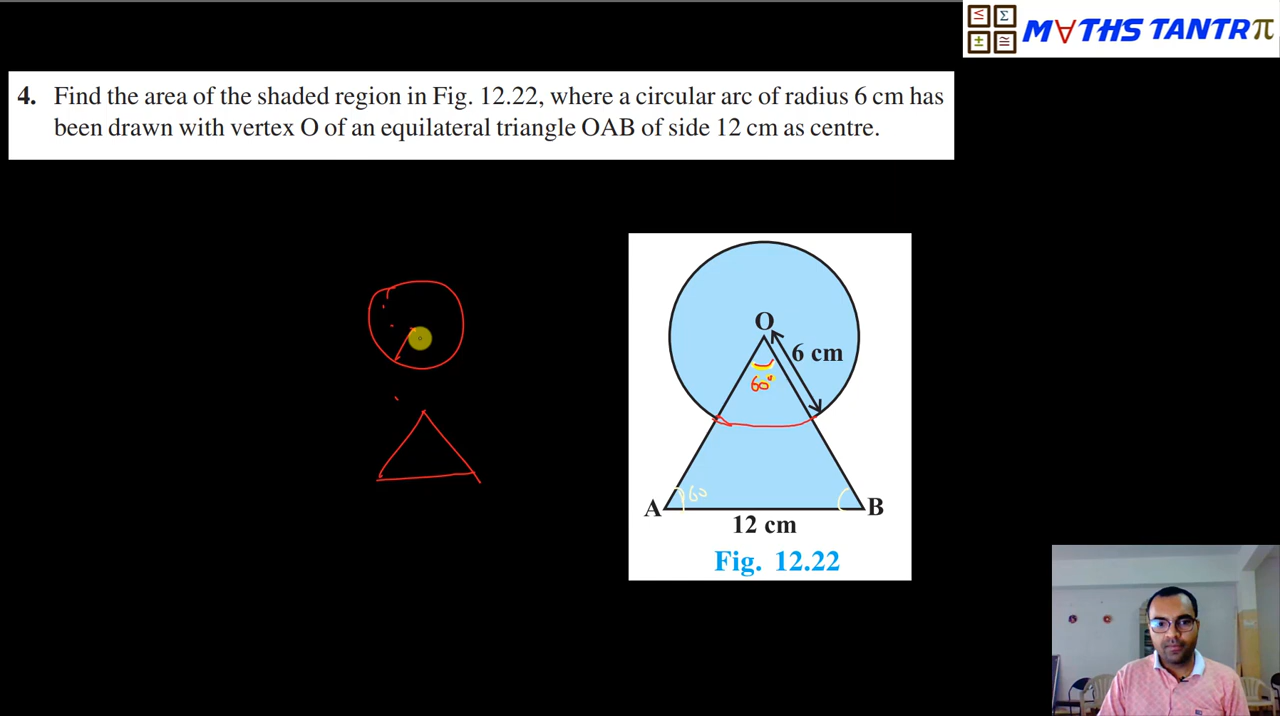 ≤ Σ
± ≅
M∀THS TANTRπ
4. Find the area of the shaded region in Fig. 12.22, where a circular arc of radius 6 cm has
been drawn with vertex O of an equilateral triangle OAB of side 12 cm as centre.
O
6 cm
60°
60
A
B
12 cm
Fig. 12.22